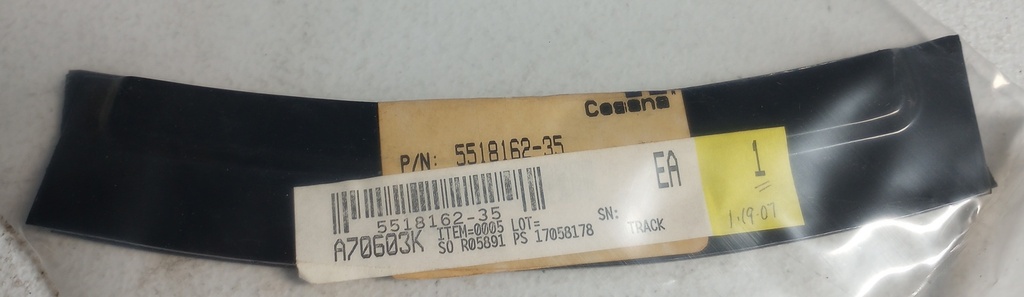 Cessna
P/N: 5518162-35
EA
5518162-35
ITEM=0005 LOT=
SN:
A70603K
SO R05891 PS 17058178
TRACK
1
1-19-07